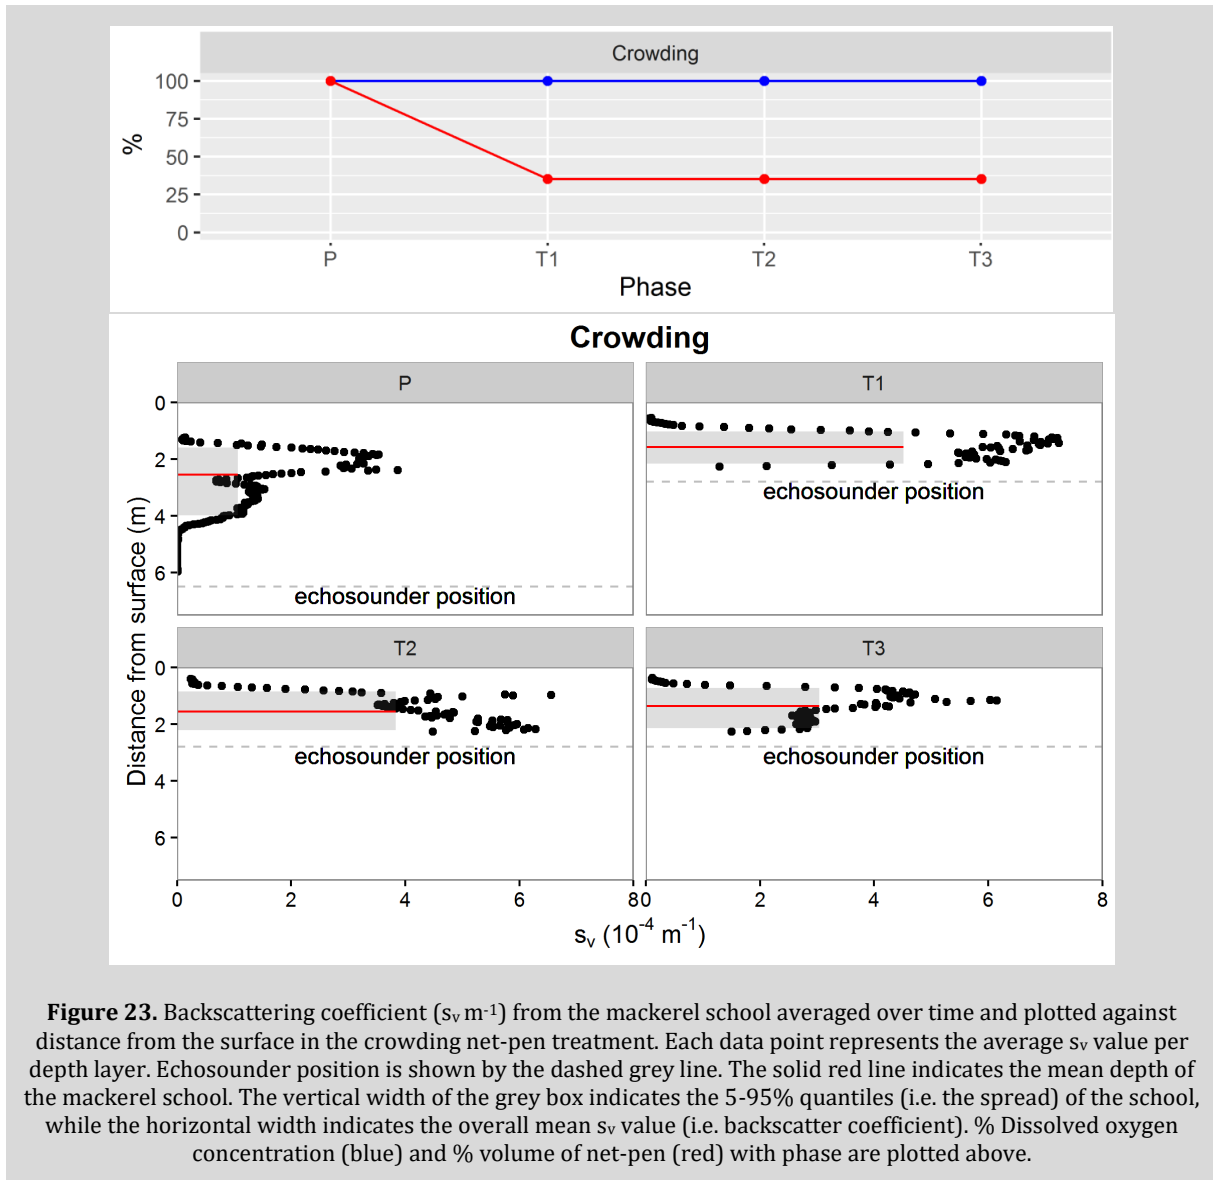 Crowding
100
75
50
25
0
%
P
T1
T2
T3
Phase
Crowding
P
T1
0
2
4
6
echosounder position
echosounder position
Distance from surface (m)
T2
T3
0
2
4
6
echosounder position
echosounder position
0
2
4
6
8
0
2
4
6
8
sᵥ (10⁻⁴ m⁻¹)
Figure 23. Backscattering coefficient (sᵥ m⁻¹) from the mackerel school averaged over time and plotted against
distance from the surface in the crowding net-pen treatment. Each data point represents the average sᵥ value per
depth layer. Echosounder position is shown by the dashed grey line. The solid red line indicates the mean depth of
the mackerel school. The vertical width of the grey box indicates the 5-95% quantiles (i.e. the spread) of the school,
while the horizontal width indicates the overall mean sᵥ value (i.e. backscatter coefficient). % Dissolved oxygen
concentration (blue) and % volume of net-pen (red) with phase are plotted above.